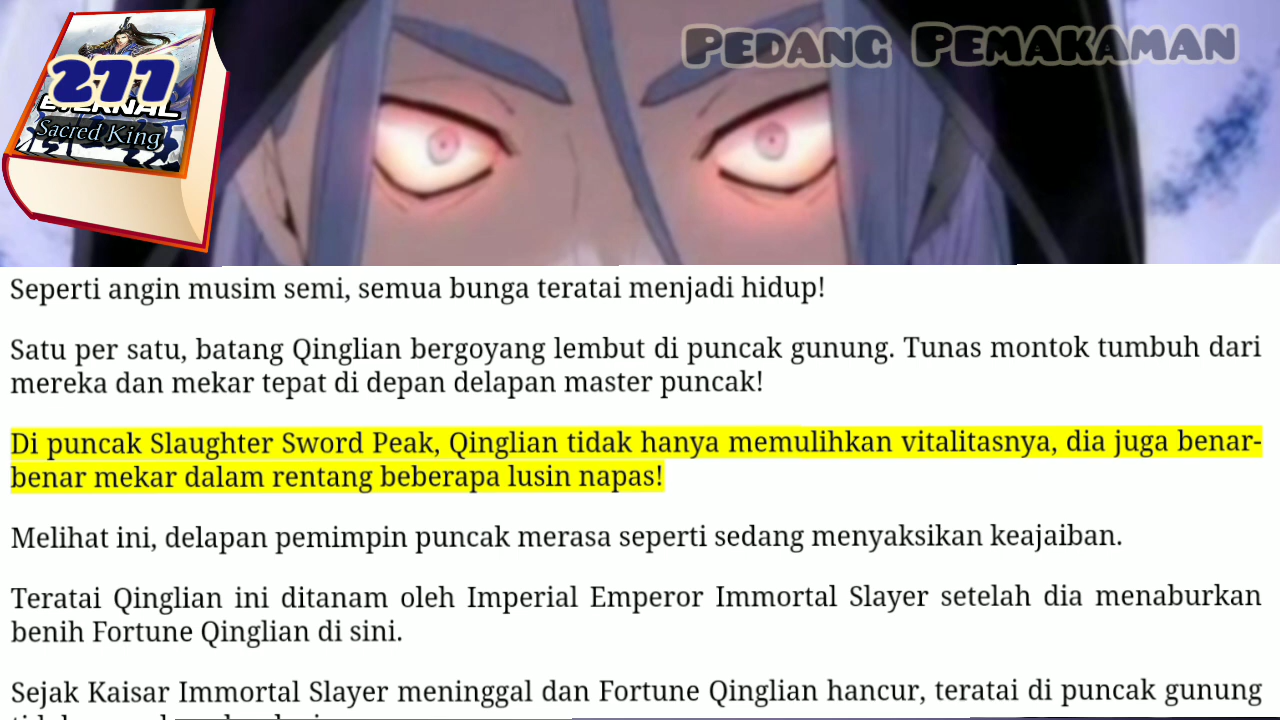 PEDANG PEMAKAMAN
277
ETERNAL
Sacred King
Seperti angin musim semi, semua bunga teratai menjadi hidup!
Satu per satu, batang Qinglian bergoyang lembut di puncak gunung. Tunas montok tumbuh dari
mereka dan mekar tepat di depan delapan master puncak!
Di puncak Slaughter Sword Peak, Qinglian tidak hanya memulihkan vitalitasnya, dia juga benar-
benar mekar dalam rentang beberapa lusin napas!
Melihat ini, delapan pemimpin puncak merasa seperti sedang menyaksikan keajaiban.
Teratai Qinglian ini ditanam oleh Imperial Emperor Immortal Slayer setelah dia menaburkan
benih Fortune Qinglian di sini.
Sejak Kaisar Immortal Slayer meninggal dan Fortune Qinglian hancur, teratai di puncak gunung